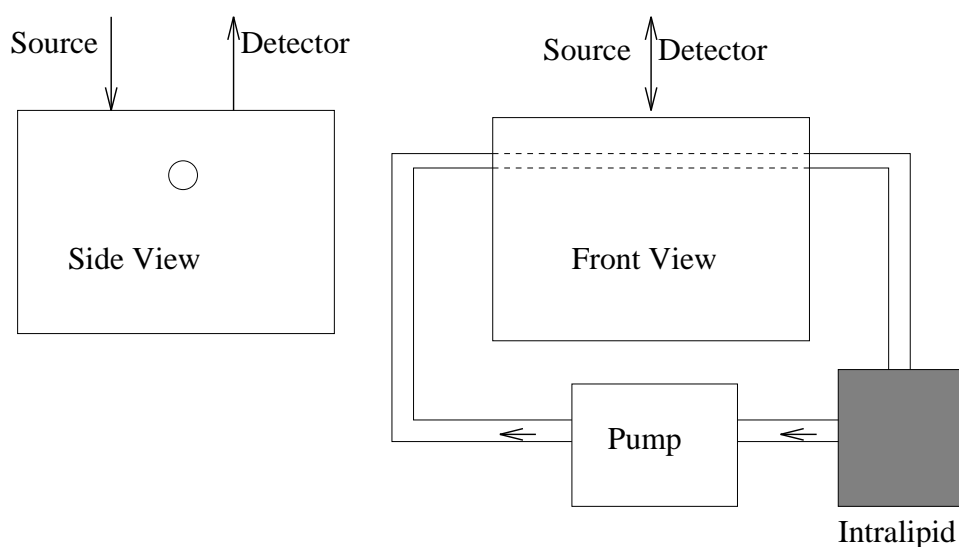 Source Detector
Side View
Source Detector
Front View
Pump
Intralipid